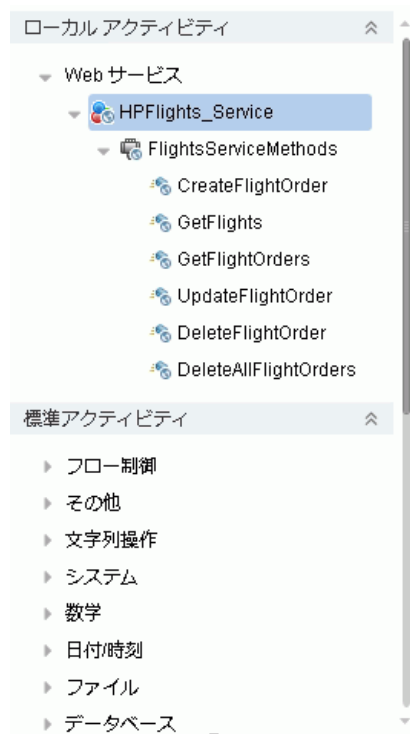 ローカル アクティビティ
Web サービス
HPFlights_Service
FlightsServiceMethods
CreateFlightOrder
GetFlights
GetFlightOrders
UpdateFlightOrder
DeleteFlightOrder
DeleteAllFlightOrders
標準アクティビティ
フロー制御
その他
文字列操作
システム
数学
日付/時刻
ファイル
データベース